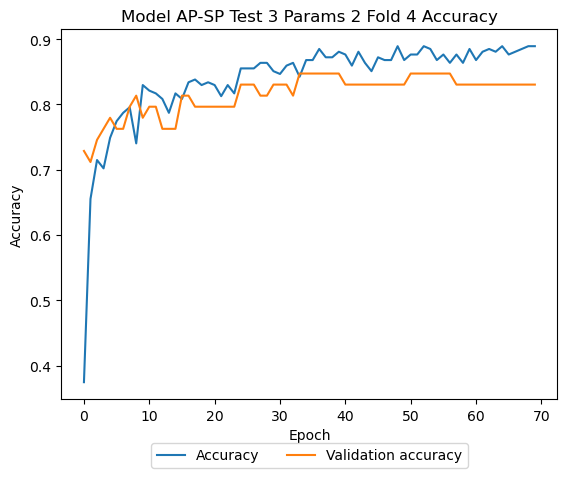 Model AP-SP Test 3 Params 2 Fold 4 Accuracy
0.9
0.8
0.7
0.6
0.5
0.4
Accuracy
0 10 20 30 40 50 60 70
Epoch
Accuracy Validation accuracy